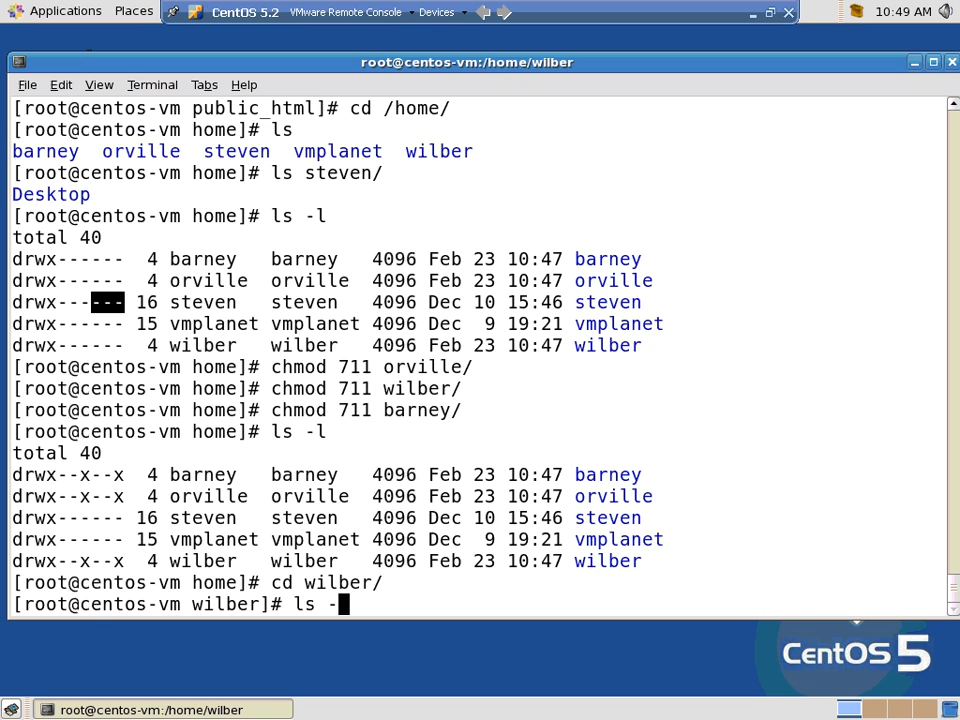 Applications Places CentOS 5.2 VMware Remote Console Devices 10:49 AM
root@centos-vm:/home/wilber
File Edit View Terminal Tabs Help
[root@centos-vm public_html]# cd /home/
[root@centos-vm home]# ls
barney orville steven vmplanet wilber
[root@centos-vm home]# ls steven/
Desktop
[root@centos-vm home]# ls -l
total 40
drwx------ 4 barney barney 4096 Feb 23 10:47 barney
drwx------ 4 orville orville 4096 Feb 23 10:47 orville
drwx------ 16 steven steven 4096 Dec 10 15:46 steven
drwx------ 15 vmplanet vmplanet 4096 Dec 9 19:21 vmplanet
drwx------ 4 wilber wilber 4096 Feb 23 10:47 wilber
[root@centos-vm home]# chmod 711 orville/
[root@centos-vm home]# chmod 711 wilber/
[root@centos-vm home]# chmod 711 barney/
[root@centos-vm home]# ls -l
total 40
drwx--x--x 4 barney barney 4096 Feb 23 10:47 barney
drwx--x--x 4 orville orville 4096 Feb 23 10:47 orville
drwx------ 16 steven steven 4096 Dec 10 15:46 steven
drwx------ 15 vmplanet vmplanet 4096 Dec 9 19:21 vmplanet
drwx--x--x 4 wilber wilber 4096 Feb 23 10:47 wilber
[root@centos-vm home]# cd wilber/
[root@centos-vm wilber]# ls -
CentOS 5
root@centos-vm:/home/wilber